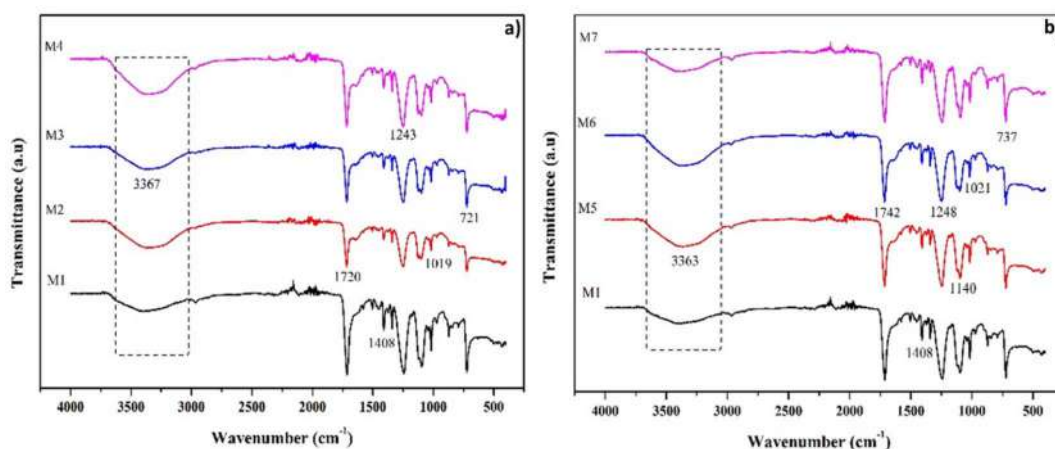 a)
M4
1243
M3
3367
721
M2
1720
1019
M1
1408
4000 3500 3000 2500 2000 1500 1000 500
Wavenumber (cm-1)
Transmittance (a.u)
b)
M7
737
M6
1021
1742
1248
M5
3363
1140
M1
1408
4000 3500 3000 2500 2000 1500 1000 500
Wavenumber (cm-1)
Transmittance (a.u)